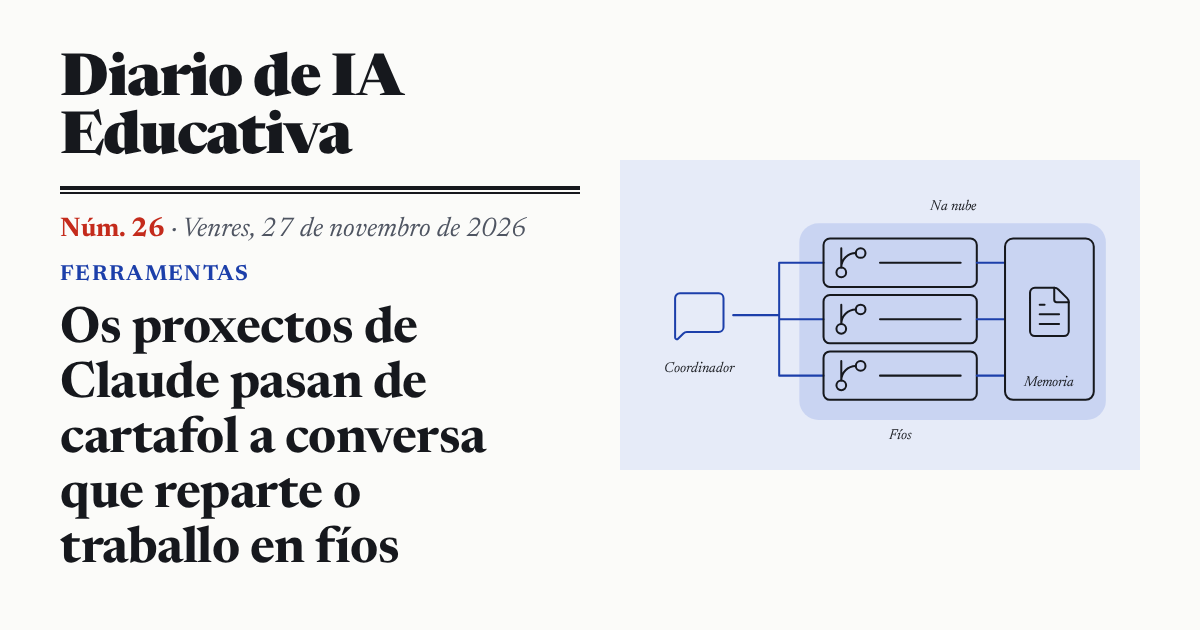 Diario de IA
Educativa
Núm. 26 · Venres, 27 de novembro de 2026
FERRAMENTAS
Os proxectos de
Claude pasan de
cartafol a conversa
que reparte o
traballo en fíos
Na nube
Coordinador
Memoria
Fíos